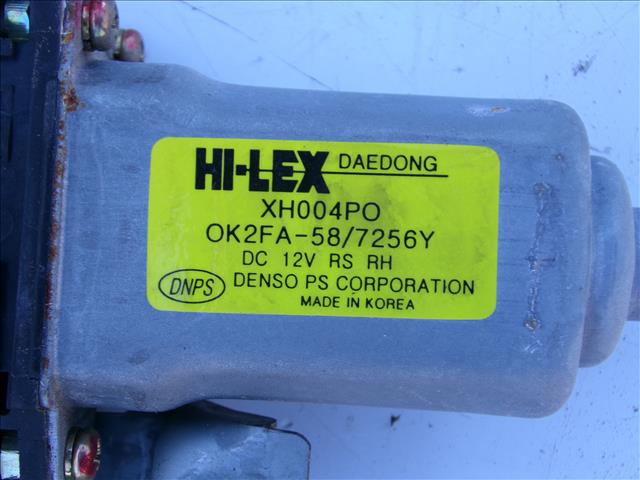 HI-LEX DAEDONG
XH004PO
OK2FA-58/7256Y
DC 12V RS RH
DNPS DENSO PS CORPORATION
MADE IN KOREA